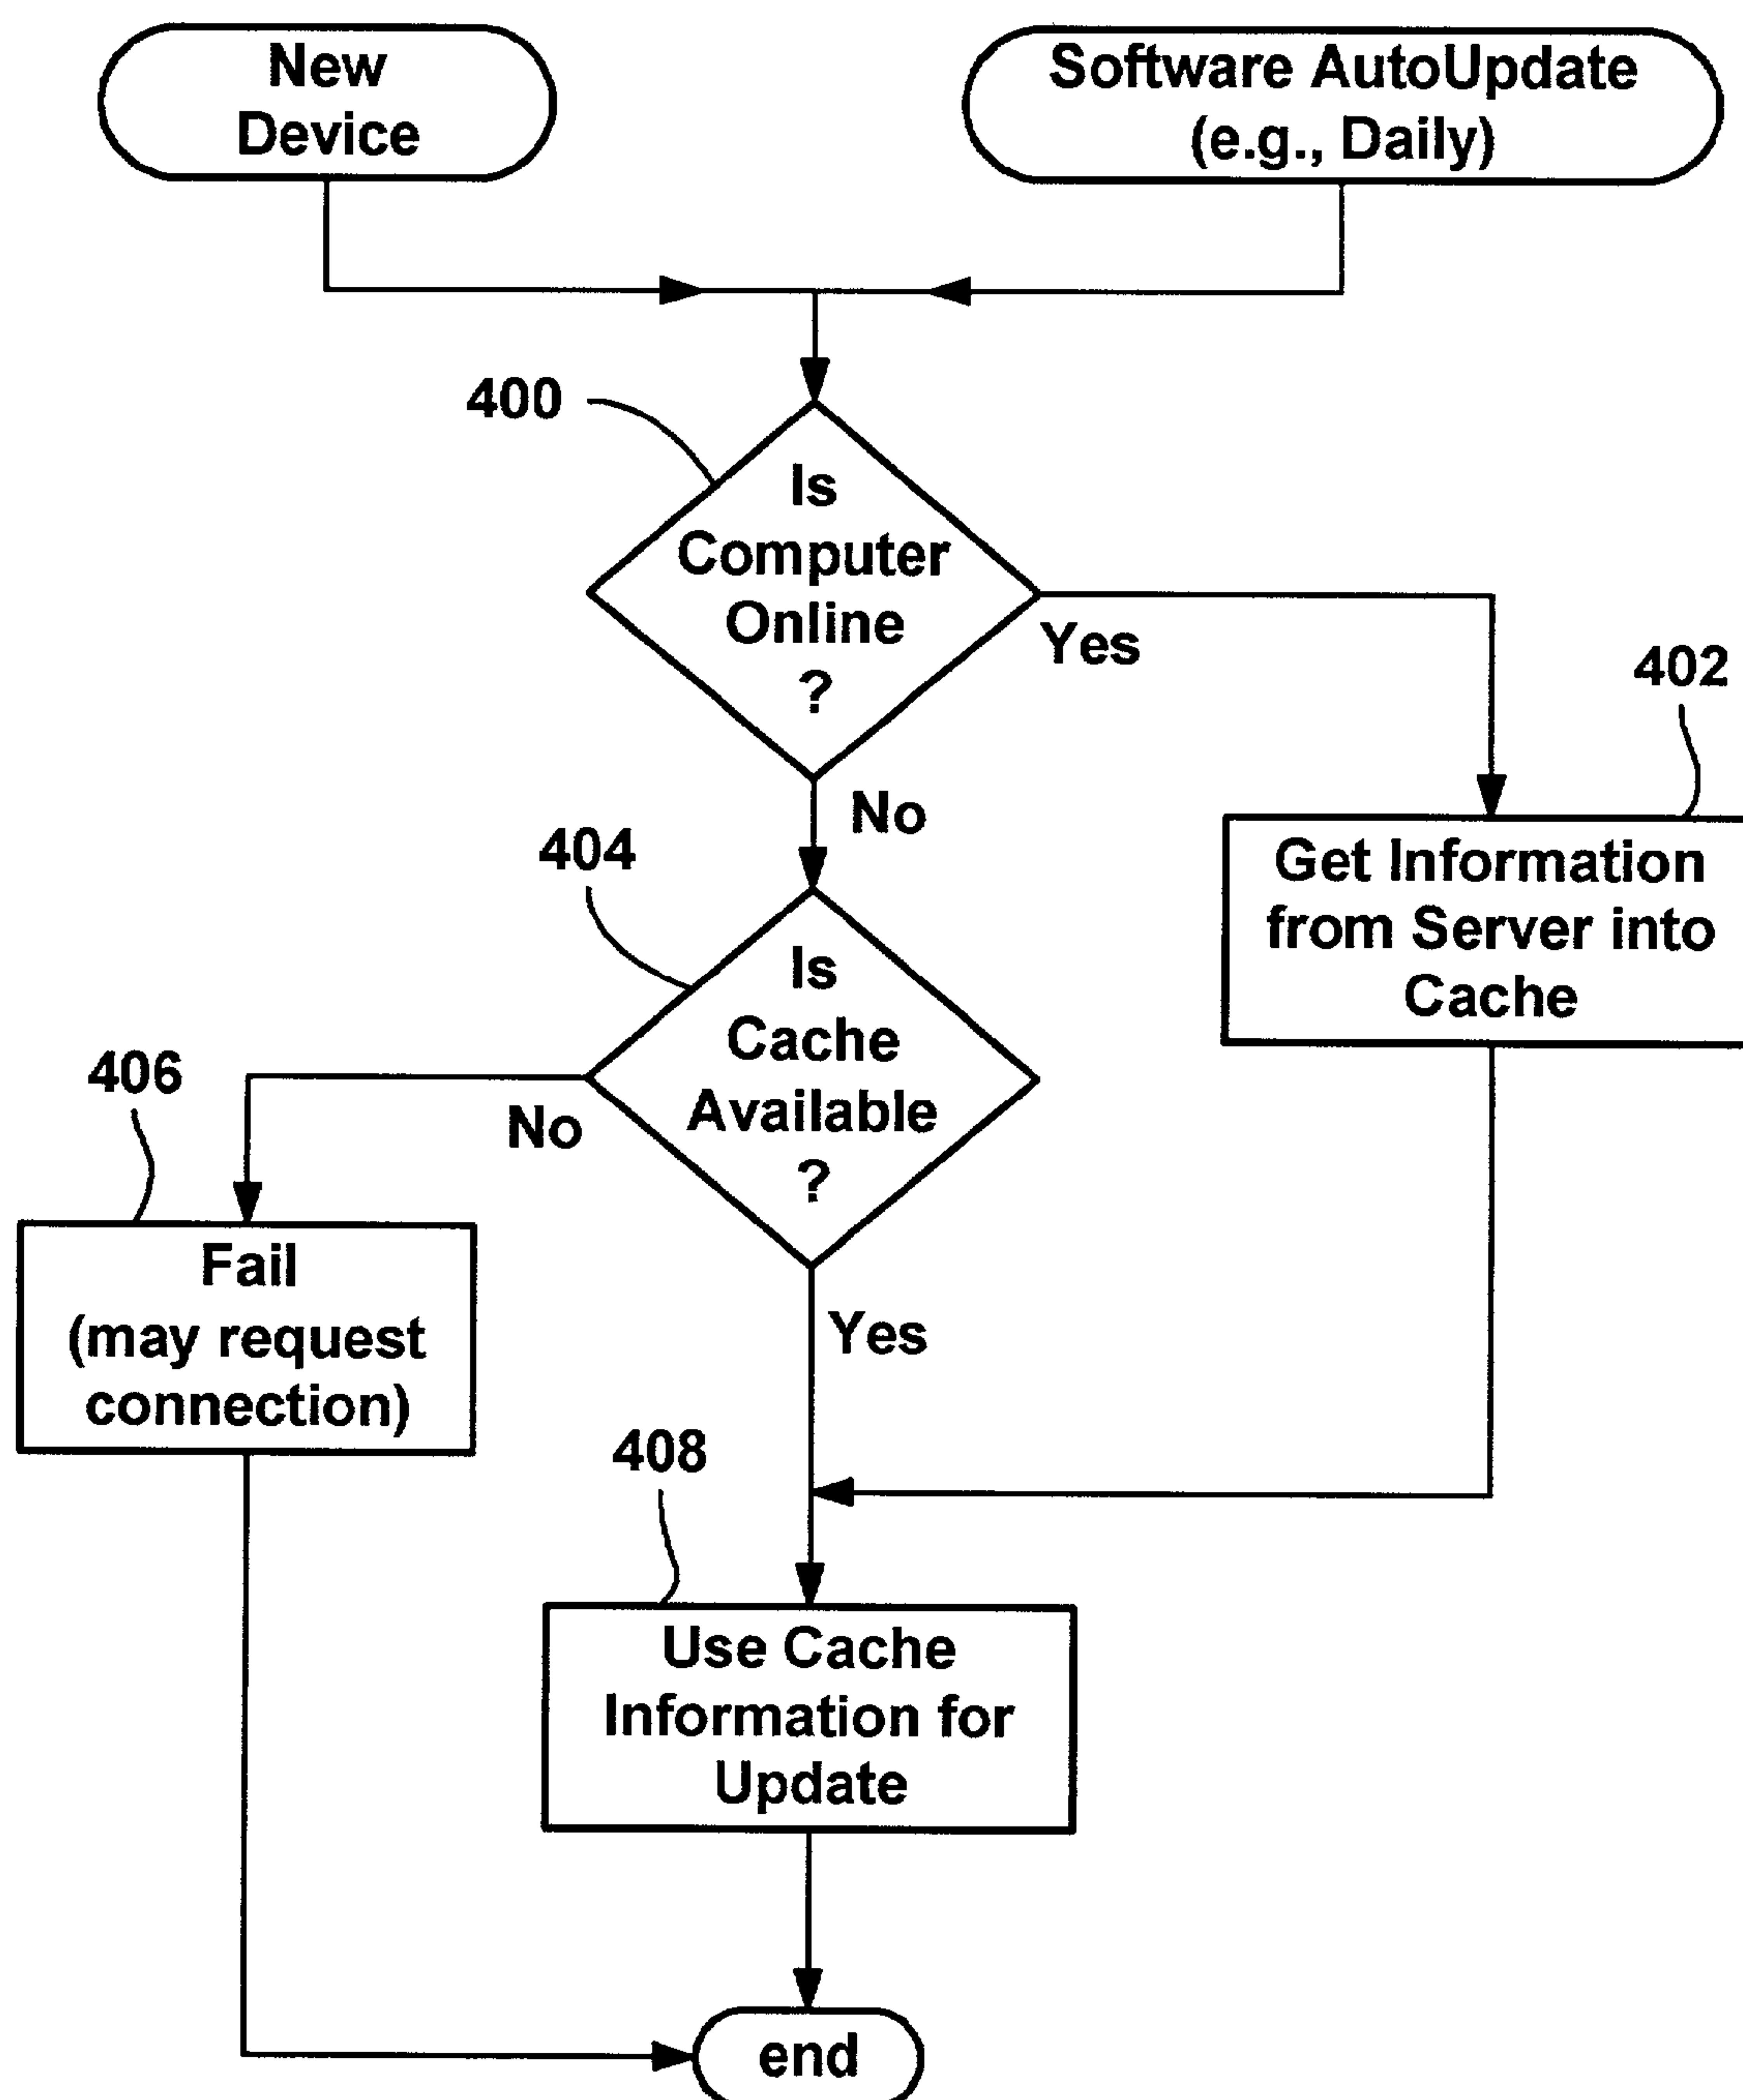 New
Device
Software AutoUpdate
(e.g., Daily)
400
Is
Computer
Online
?
Yes
402
No
404
Get Information
from Server into
Cache
Is
Cache
Available
?
406
No
Fail
(may request
connection)
Yes
408
Use Cache
Information for
Update
end